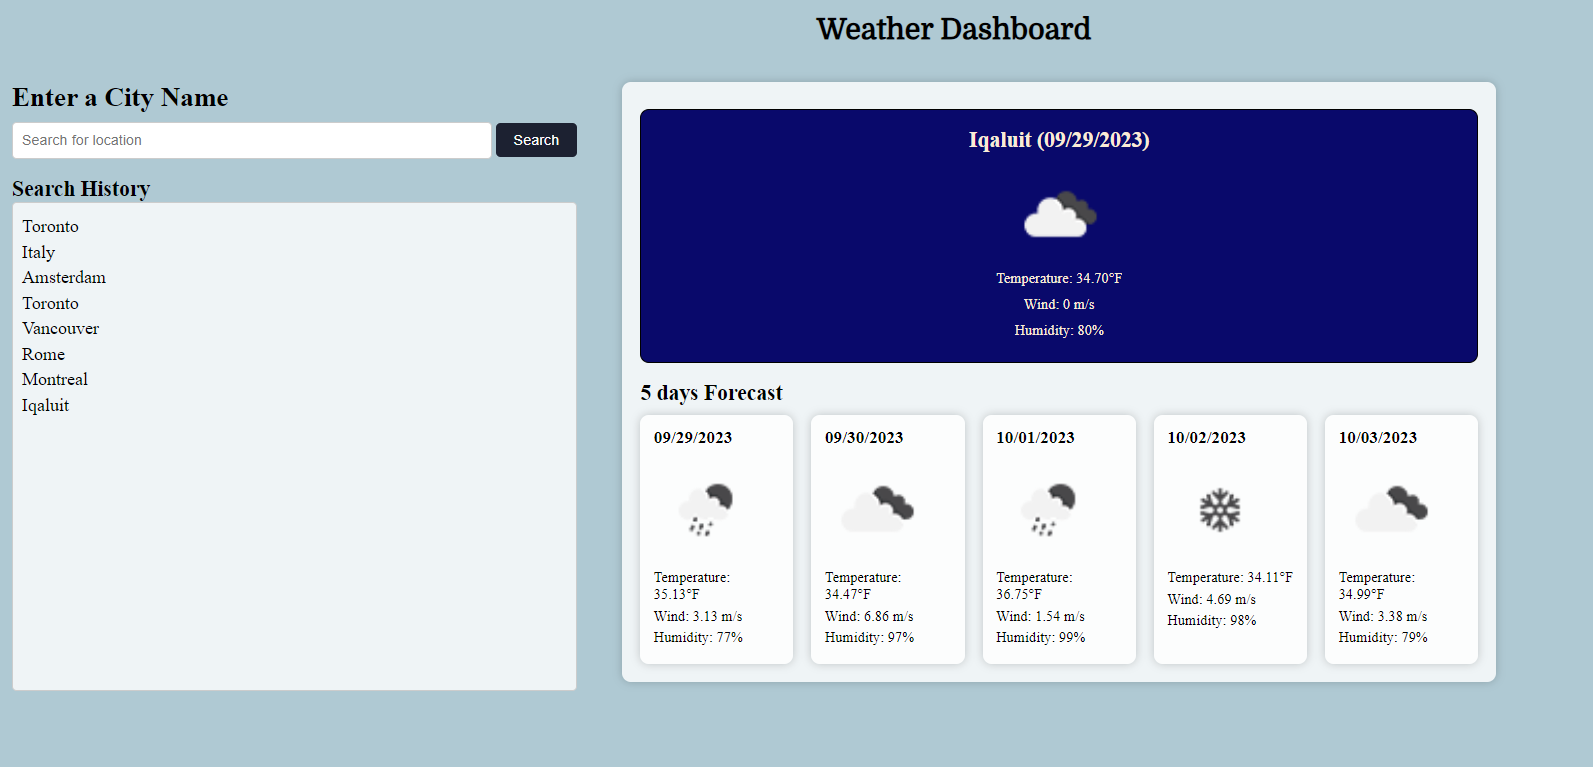 Weather Dashboard
Enter a City Name
Search for location
Search
Search History
Toronto
Italy
Amsterdam
Toronto
Vancouver
Rome
Montreal
Iqaluit
Iqaluit (09/29/2023)
Temperature: 34.70°F
Wind: 0 m/s
Humidity: 80%
5 days Forecast
09/29/2023
Temperature:
35.13°F
Wind: 3.13 m/s
Humidity: 77%
09/30/2023
Temperature:
34.47°F
Wind: 6.86 m/s
Humidity: 97%
10/01/2023
Temperature:
36.75°F
Wind: 1.54 m/s
Humidity: 99%
10/02/2023
Temperature: 34.11°F
Wind: 4.69 m/s
Humidity: 98%
10/03/2023
Temperature:
34.99°F
Wind: 3.38 m/s
Humidity: 79%